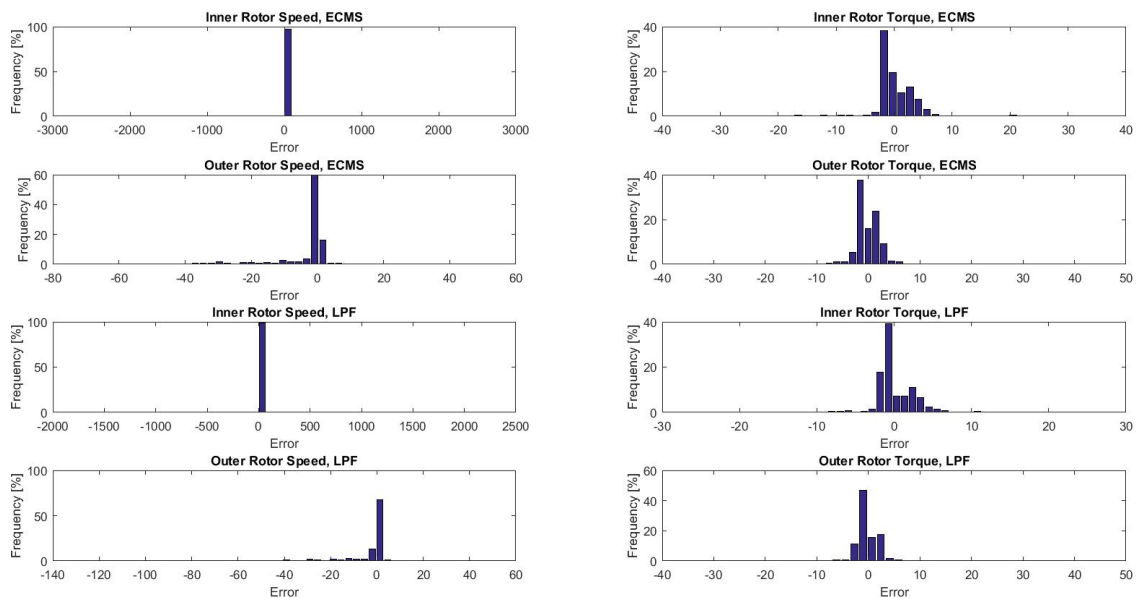 Inner Rotor Speed, ECMS
Frequency [%]
100
50
0
-3000 -2000 -1000 0 1000 2000 3000
Error
Inner Rotor Torque, ECMS
Frequency [%]
40
20
0
-40 -30 -20 -10 0 10 20 30 40
Error
Outer Rotor Speed, ECMS
Frequency [%]
60
40
20
0
-80 -60 -40 -20 0 20 40 60
Error
Outer Rotor Torque, ECMS
Frequency [%]
40
20
0
-40 -30 -20 -10 0 10 20 30 40 50
Error
Inner Rotor Speed, LPF
Frequency [%]
100
50
0
-2000 -1500 -1000 -500 0 500 1000 1500 2000 2500
Error
Inner Rotor Torque, LPF
Frequency [%]
40
20
0
-30 -20 -10 0 10 20 30
Error
Outer Rotor Speed, LPF
Frequency [%]
100
50
0
-140 -120 -100 -80 -60 -40 -20 0 20 40 60
Error
Outer Rotor Torque, LPF
Frequency [%]
60
40
20
0
-40 -30 -20 -10 0 10 20 30 40 50
Error